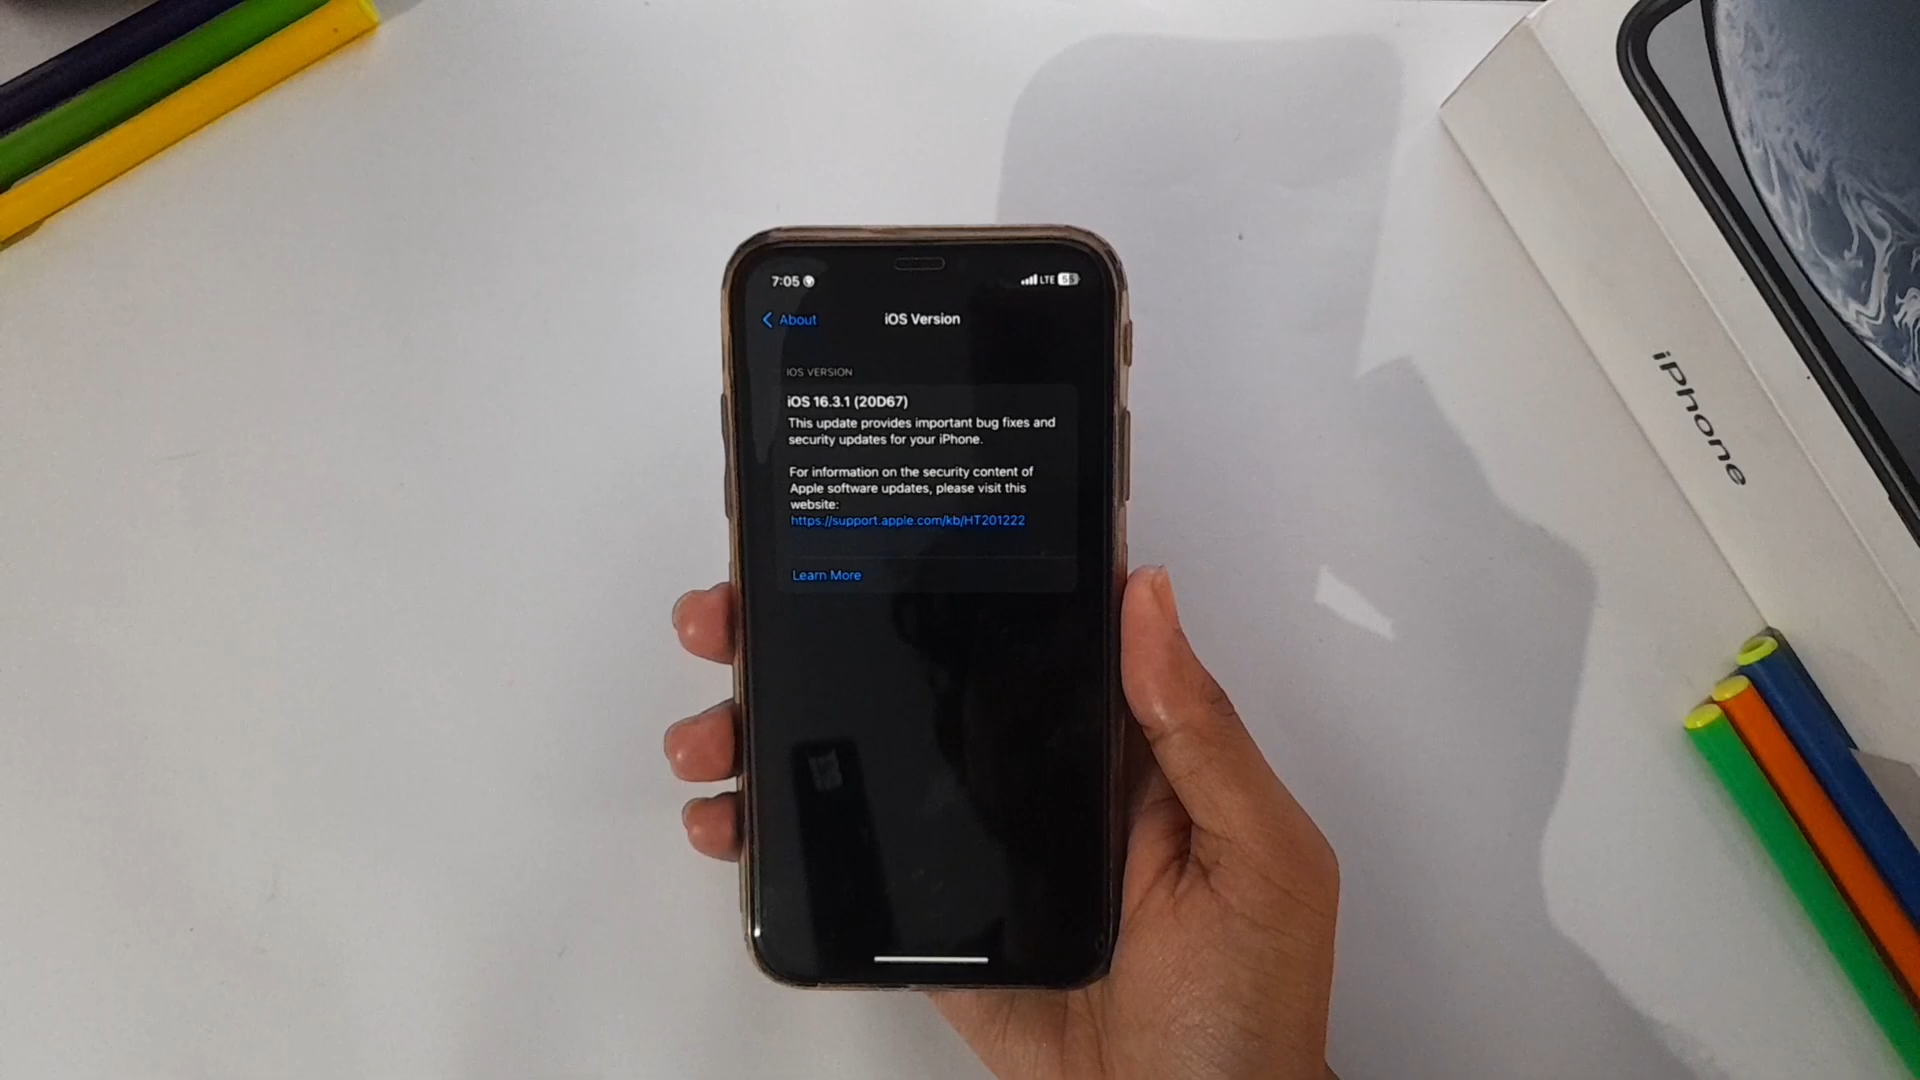 7:05
LTE 55
About
iOS Version
IOS VERSION
iOS 16.3.1 (20D67)
This update provides important bug fixes and
security updates for your iPhone.
For information on the security content of
Apple software updates, please visit this
website:
https://support.apple.com/kb/HT201222
Learn More
iPhone